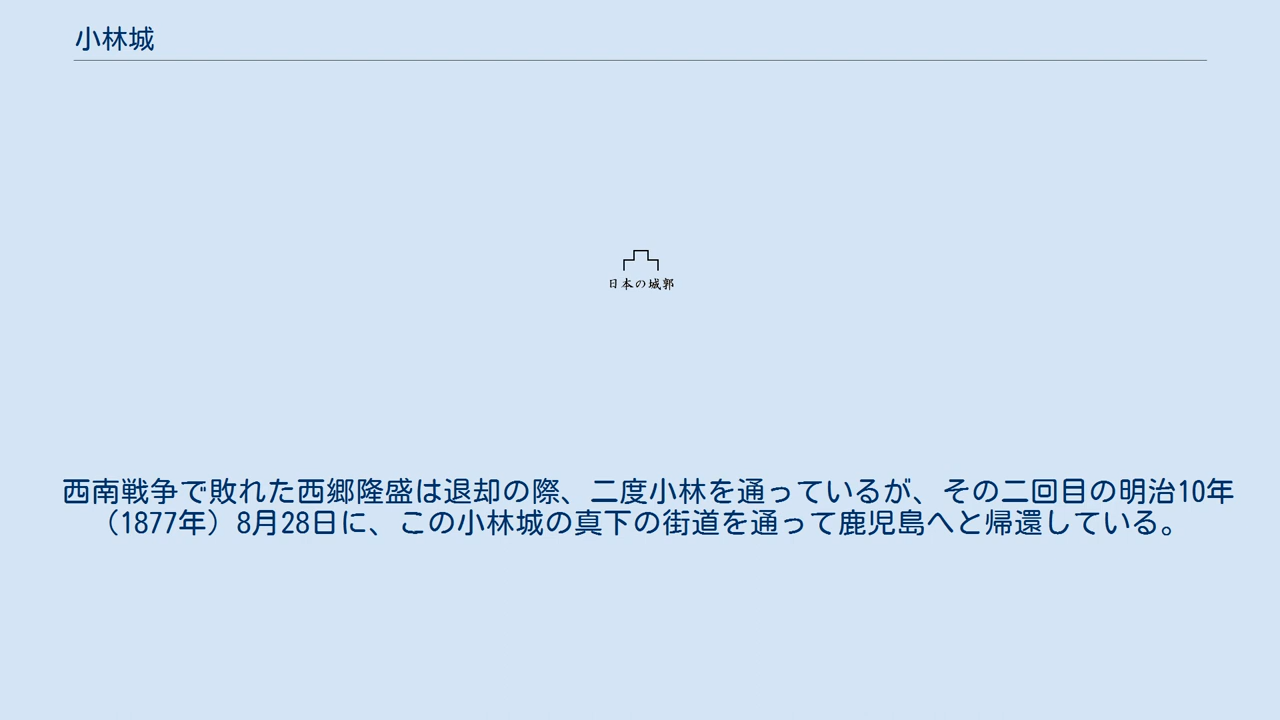 小林城
日本の城郭
西南戦争で敗れた西郷隆盛は退却の際、二度小林を通っているが、その二回目の明治10年
（1877年）8月28日に、この小林城の真下の街道を通って鹿児島へと帰還している。